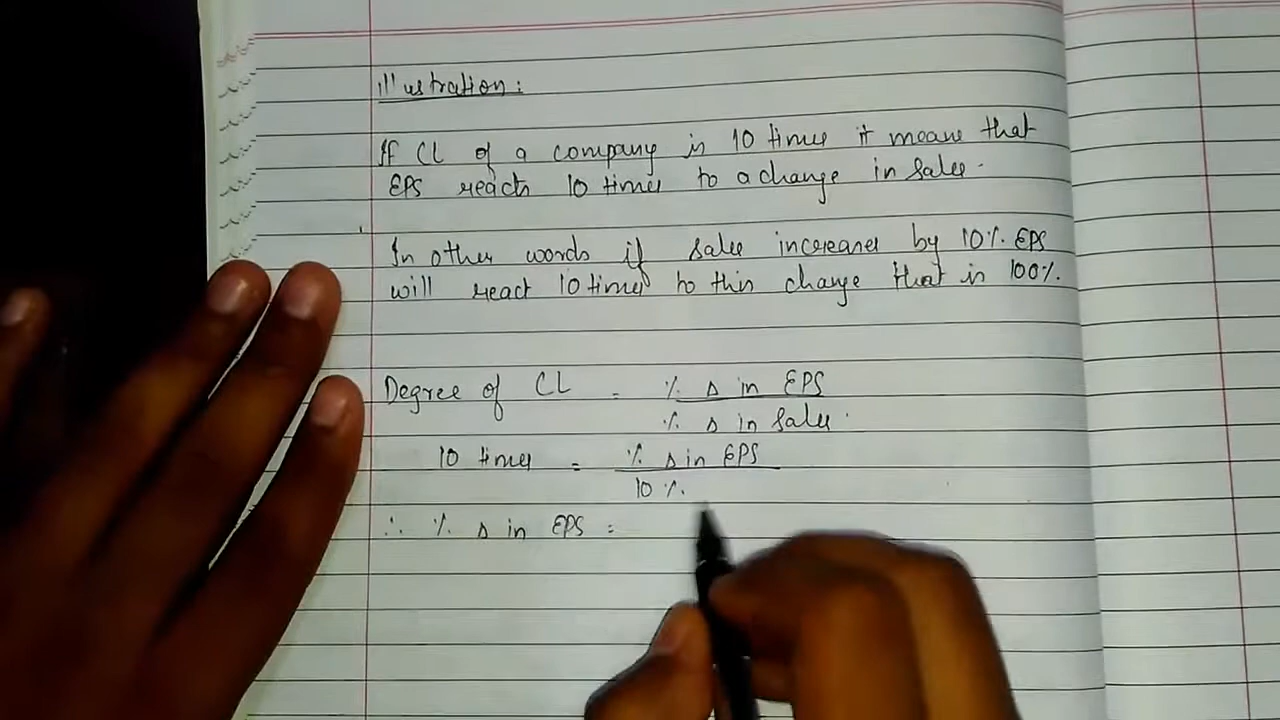 illustration:
If CL of a company is 10 times it means that
EPS reacts 10 times to a change in Sales.
In other words if sales increases by 10%. EPS
will react 10 times to this change that is 100%.
Degree of CL = % Δ in EPS
% Δ in Sales.
10 times = % Δ in EPS
10 %.
∴ % Δ in EPS =